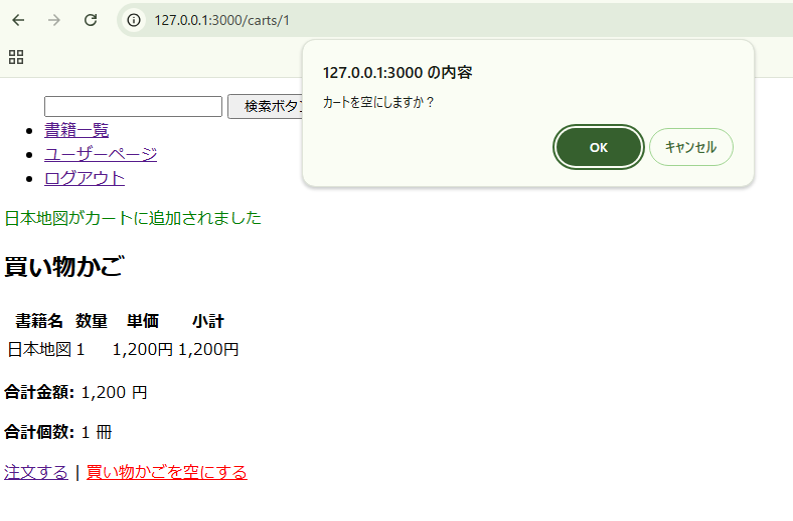 127.0.0.1:3000/carts/1
127.0.0.1:3000 の内容
カートを空にしますか？
OK キャンセル
検索ボタ
書籍一覧
ユーザーページ
ログアウト
日本地図がカートに追加されました
買い物かご
書籍名 数量 単価 小計
日本地図 1 1,200円 1,200円
合計金額: 1,200 円
合計個数: 1 冊
注文する | 買い物かごを空にする